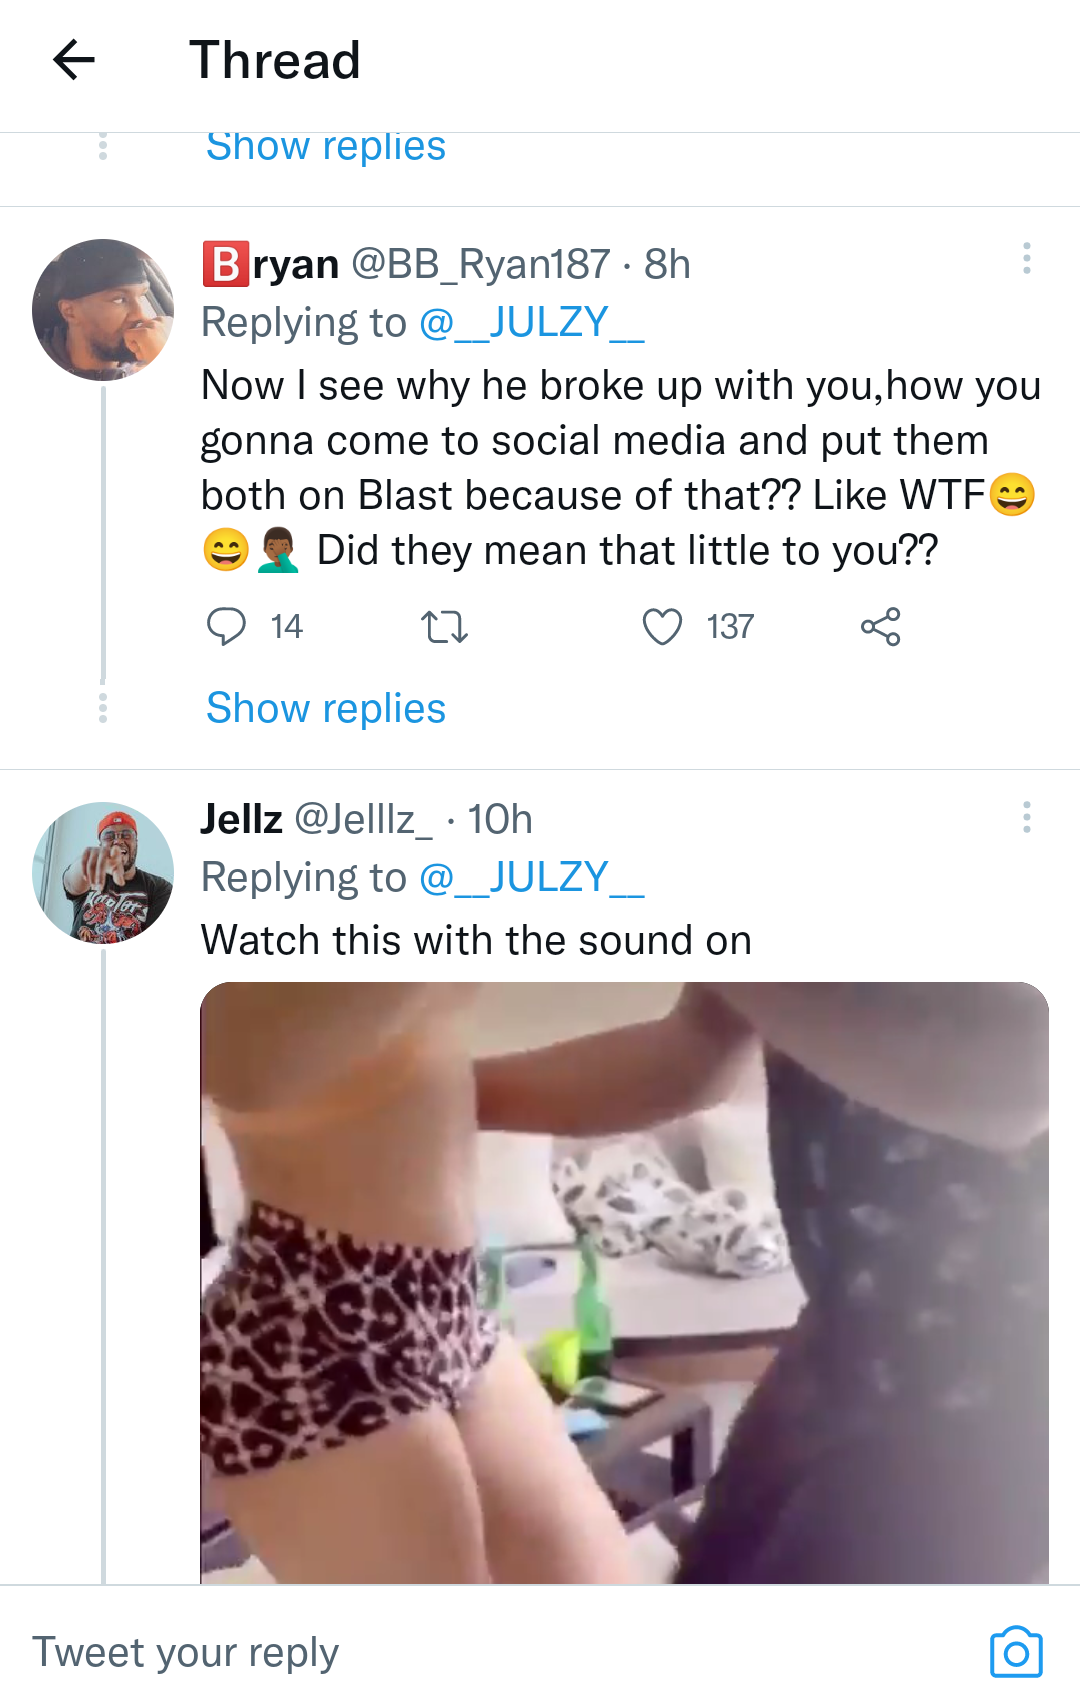 Thread
Show replies
🅱️ryan @BB_Ryan187 · 8h
Replying to @__JULZY__
Now I see why he broke up with you,how you
gonna come to social media and put them
both on Blast because of that?? Like WTF😄
😄🤦🏾‍♂️ Did they mean that little to you??
14 137
Show replies
Jellz @Jelllz_ · 10h
Replying to @__JULZY__
Watch this with the sound on
Tweet your reply